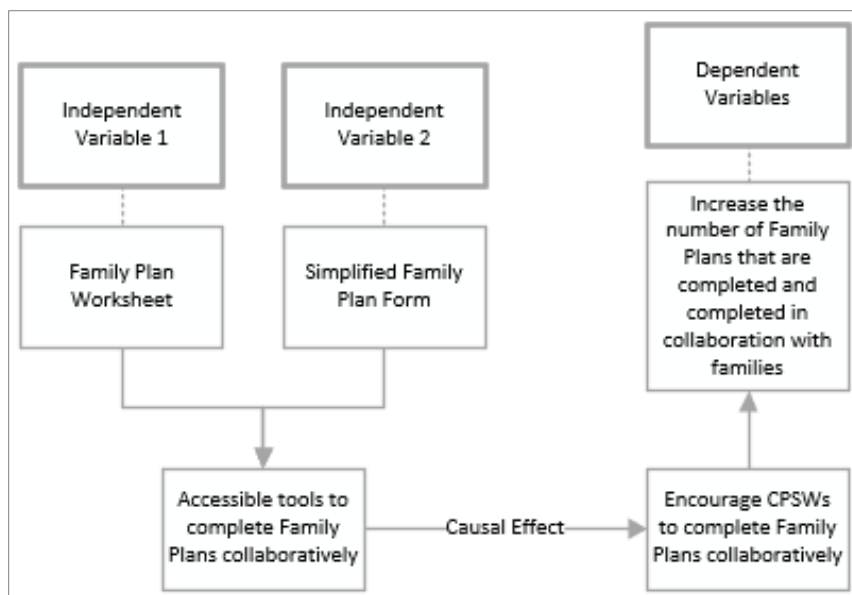 Independent
Variable 1
Independent
Variable 2
Dependent
Variables
Family Plan
Worksheet
Simplified Family
Plan Form
Increase the
number of Family
Plans that are
completed and
completed in
collaboration with
families
Accessible tools to
complete Family
Plans collaboratively
Causal Effect
Encourage CPSWs
to complete Family
Plans collaboratively